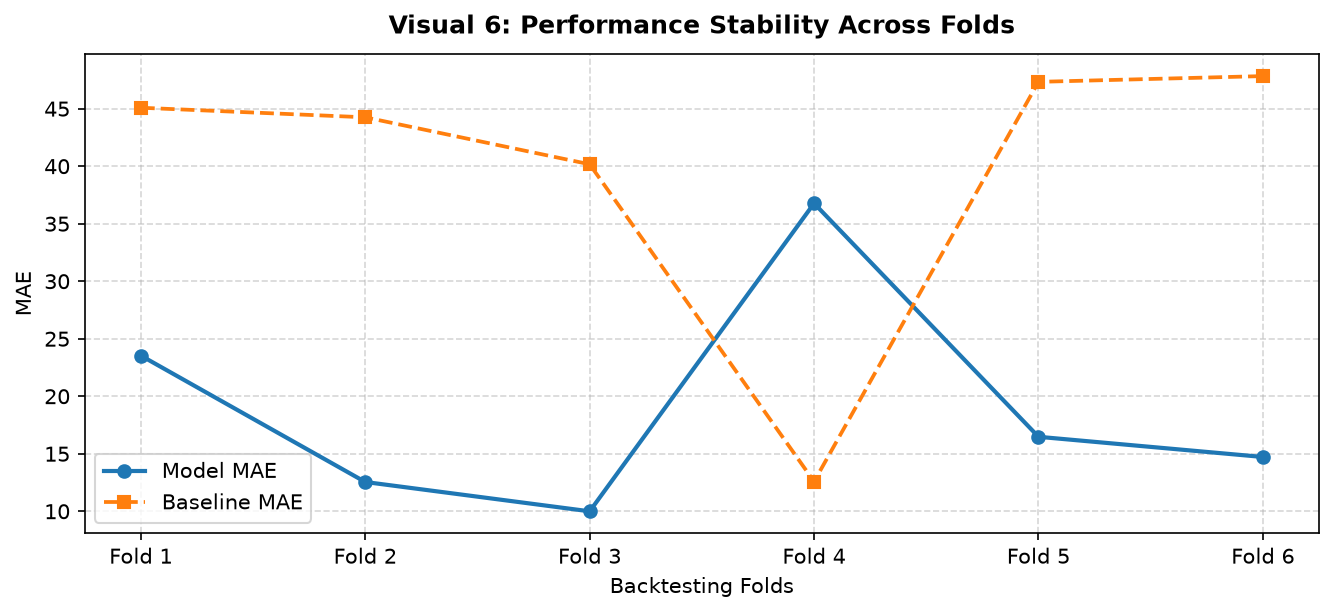 Visual 6: Performance Stability Across Folds
45
40
35
30
25
20
15
10
MAE
Model MAE
Baseline MAE
Fold 1 Fold 2 Fold 3 Fold 4 Fold 5 Fold 6
Backtesting Folds